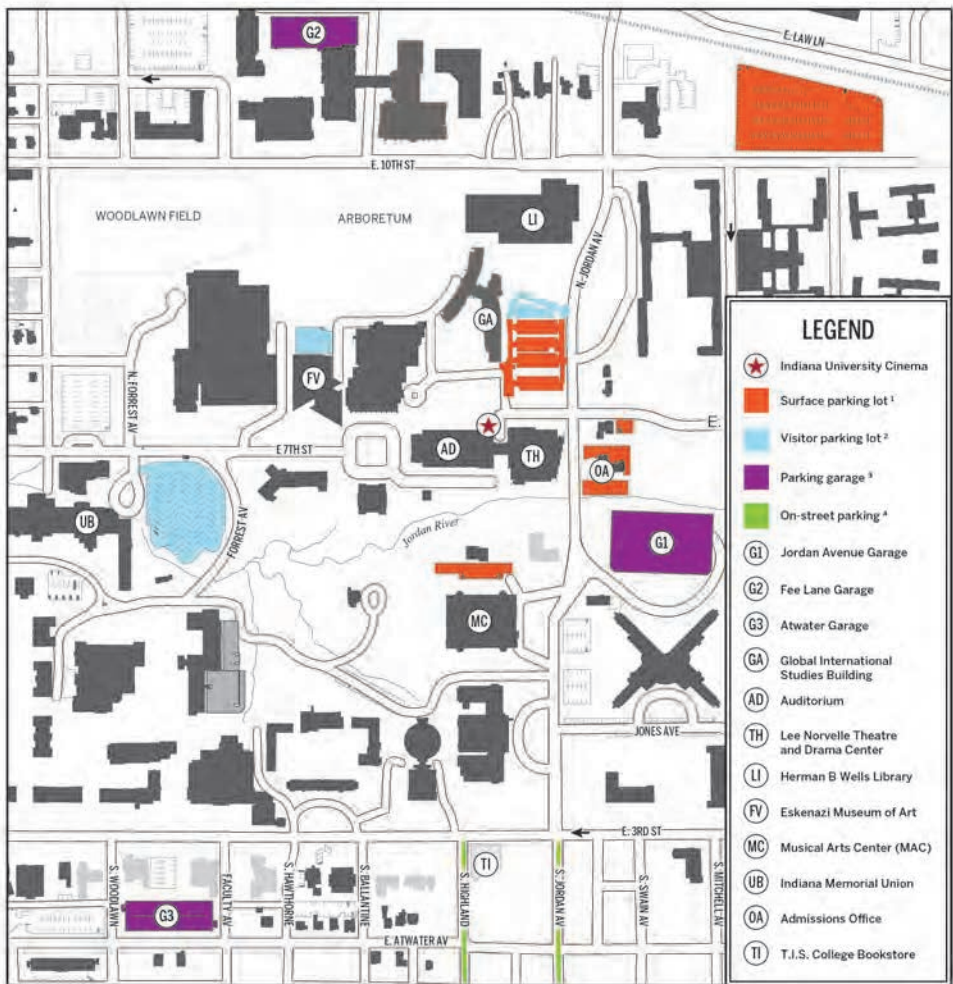 G2
E. LAW LN
E. 10TH ST
WOODLAWN FIELD
ARBORETUM
LI
N. JORDAN AV
GA
N. FORREST AV
FV
E.
E 7TH ST
AD
TH
OA
UB
FORREST AV
Jordan River
G1
MC
JONES AVE
E. 3RD ST
TI
S. WOODLAWN
FACULTY AV
S. HAWTHORNE
S. BALLANTINE
S. HIGHLAND
S. JORDAN AV
S. SWAIN AV
S. MITCHELL AV
G3
E. ATWATER AV
LEGEND
Indiana University Cinema
Surface parking lot 1
Visitor parking lot 2
Parking garage 3
On-street parking 4
G1 Jordan Avenue Garage
G2 Fee Lane Garage
G3 Atwater Garage
GA Global International
Studies Building
AD Auditorium
TH Lee Norvelle Theatre
and Drama Center
LI Herman B Wells Library
FV Eskenazi Museum of Art
MC Musical Arts Center (MAC)
UB Indiana Memorial Union
OA Admissions Office
TI T.I.S. College Bookstore